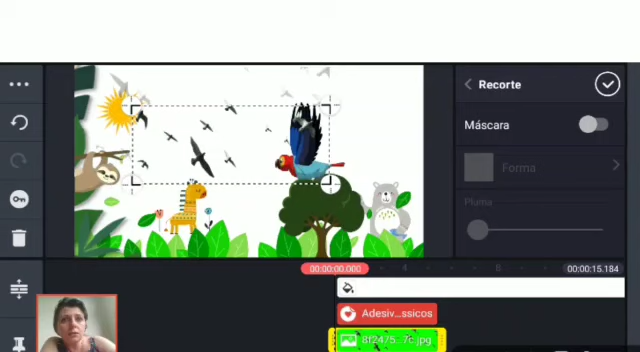 Recorte
Máscara
Forma
Pluma
00:00:00.000
00:00:15.184
Adesiv...ssicos
8f2475...7c.jpg